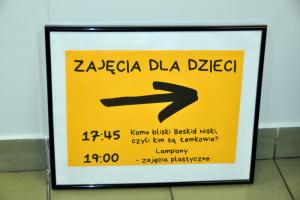 ZAJĘCIA DLA DZIECI
17:45 Komu bliski Beskid Niski,
czyli kim są Łemkowie?
19:00 Lampiony
- zajęcia plastyczne